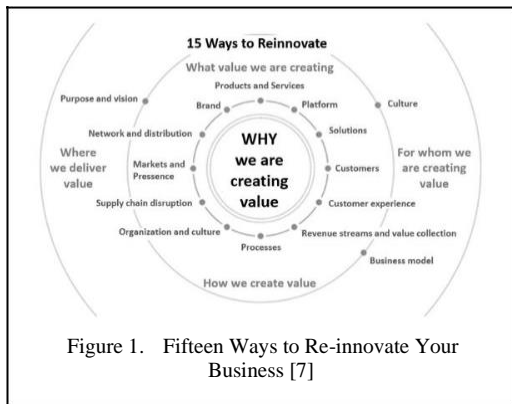 15 Ways to Reinnovate
What value we are creating
Products and Services
Purpose and vision
Brand
Platform
Culture
Network and distribution
Solutions
WHY
we are
creating
value
Where
we deliver
value
Markets and
Pressence
Customers
For whom we
are creating
value
Supply chain disruption
Customer experience
Organization and culture
Revenue streams and value collection
Processes
Business model
How we create value
Figure 1. Fifteen Ways to Re-innovate Your
Business [7]